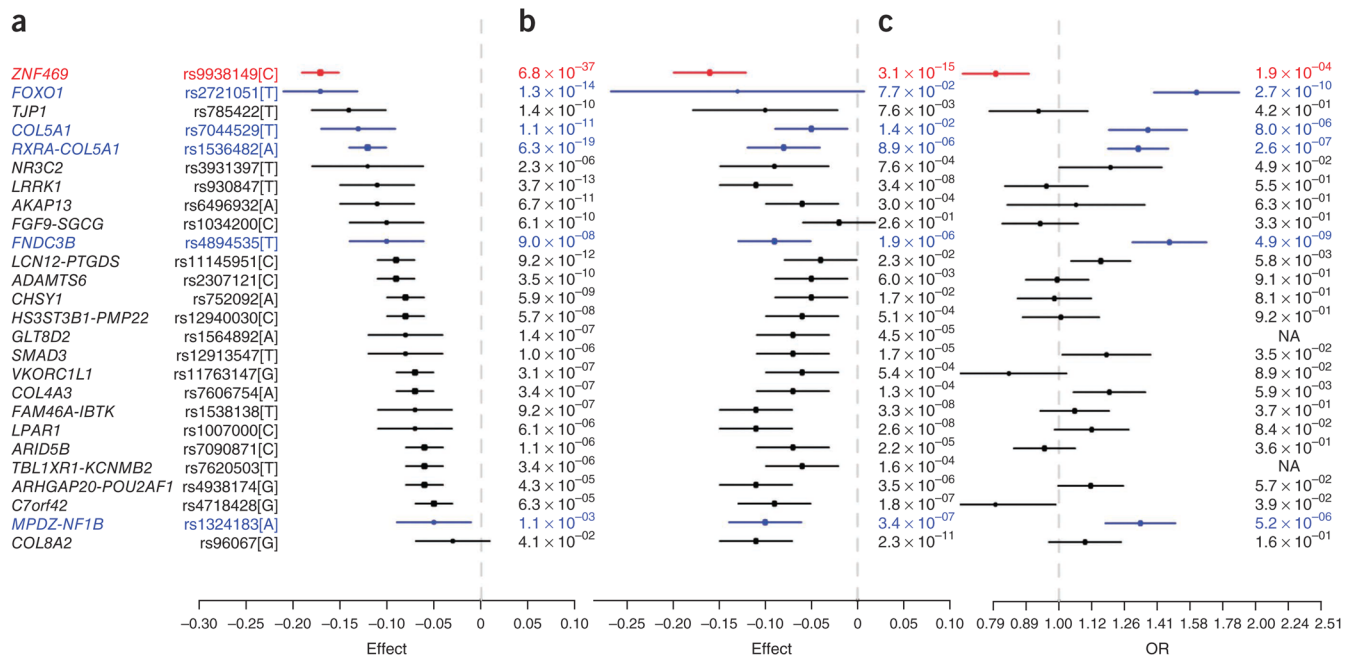 a b c
ZNF469 rs9938149[C] 6.8 × 10⁻³⁷ 3.1 × 10⁻¹⁵ 1.9 × 10⁻⁰⁴
FOXO1 rs2721051[T] 1.3 × 10⁻¹⁴ 7.7 × 10⁻⁰² 2.7 × 10⁻¹⁰
TJP1 rs785422[T] 1.4 × 10⁻¹⁰ 7.6 × 10⁻⁰³ 4.2 × 10⁻⁰¹
COL5A1 rs7044529[T] 1.1 × 10⁻¹¹ 1.4 × 10⁻⁰² 8.0 × 10⁻⁰⁶
RXRA-COL5A1 rs1536482[A] 6.3 × 10⁻¹⁹ 8.9 × 10⁻⁰⁶ 2.6 × 10⁻⁰⁷
NR3C2 rs3931397[T] 2.3 × 10⁻⁰⁶ 7.6 × 10⁻⁰⁴ 4.9 × 10⁻⁰²
LRRK1 rs930847[T] 3.7 × 10⁻¹³ 3.4 × 10⁻⁰⁸ 5.5 × 10⁻⁰¹
AKAP13 rs6496932[A] 6.7 × 10⁻¹¹ 3.0 × 10⁻⁰⁴ 6.3 × 10⁻⁰¹
FGF9-SGCG rs1034200[C] 6.1 × 10⁻¹⁰ 2.6 × 10⁻⁰¹ 3.3 × 10⁻⁰¹
FNDC3B rs4894535[T] 9.0 × 10⁻⁰⁸ 1.9 × 10⁻⁰⁶ 4.9 × 10⁻⁰⁹
LCN12-PTGDS rs11145951[C] 9.2 × 10⁻¹² 2.3 × 10⁻⁰² 5.8 × 10⁻⁰³
ADAMTS6 rs2307121[C] 3.5 × 10⁻¹⁰ 6.0 × 10⁻⁰³ 9.1 × 10⁻⁰¹
CHSY1 rs752092[A] 5.9 × 10⁻⁰⁹ 1.7 × 10⁻⁰² 8.1 × 10⁻⁰¹
HS3ST3B1-PMP22 rs12940030[C] 5.7 × 10⁻⁰⁸ 5.1 × 10⁻⁰⁴ 9.2 × 10⁻⁰¹
GLT8D2 rs1564892[A] 1.4 × 10⁻⁰⁷ 4.5 × 10⁻⁰⁵ NA
SMAD3 rs12913547[T] 1.0 × 10⁻⁰⁶ 1.7 × 10⁻⁰⁵ 3.5 × 10⁻⁰²
VKORC1L1 rs11763147[G] 3.1 × 10⁻⁰⁷ 5.4 × 10⁻⁰⁴ 8.9 × 10⁻⁰²
COL4A3 rs7606754[A] 3.4 × 10⁻⁰⁷ 1.3 × 10⁻⁰⁴ 5.9 × 10⁻⁰³
FAM46A-IBTK rs1538138[T] 9.2 × 10⁻⁰⁷ 3.3 × 10⁻⁰⁸ 3.7 × 10⁻⁰¹
LPAR1 rs1007000[C] 6.1 × 10⁻⁰⁶ 2.6 × 10⁻⁰⁸ 8.4 × 10⁻⁰²
ARID5B rs7090871[C] 1.1 × 10⁻⁰⁶ 2.2 × 10⁻⁰⁵ 3.6 × 10⁻⁰¹
TBL1XR1-KCNMB2 rs7620503[T] 3.4 × 10⁻⁰⁶ 1.6 × 10⁻⁰⁴ NA
ARHGAP20-POU2AF1 rs4938174[G] 4.3 × 10⁻⁰⁵ 3.5 × 10⁻⁰⁶ 5.7 × 10⁻⁰²
C7orf42 rs4718428[G] 6.3 × 10⁻⁰⁵ 1.8 × 10⁻⁰⁷ 3.9 × 10⁻⁰²
MPDZ-NF1B rs1324183[A] 1.1 × 10⁻⁰³ 3.4 × 10⁻⁰⁷ 5.2 × 10⁻⁰⁶
COL8A2 rs96067[G] 4.1 × 10⁻⁰² 2.3 × 10⁻¹¹ 1.6 × 10⁻⁰¹
−0.30 −0.20 −0.10 −0.05 0 0.05 0.10 −0.25 −0.20 −0.15 −0.10 −0.05 0 0.05 0.10 0.79 0.89 1.00 1.12 1.26 1.41 1.58 1.78 2.00 2.24 2.51
Effect Effect OR